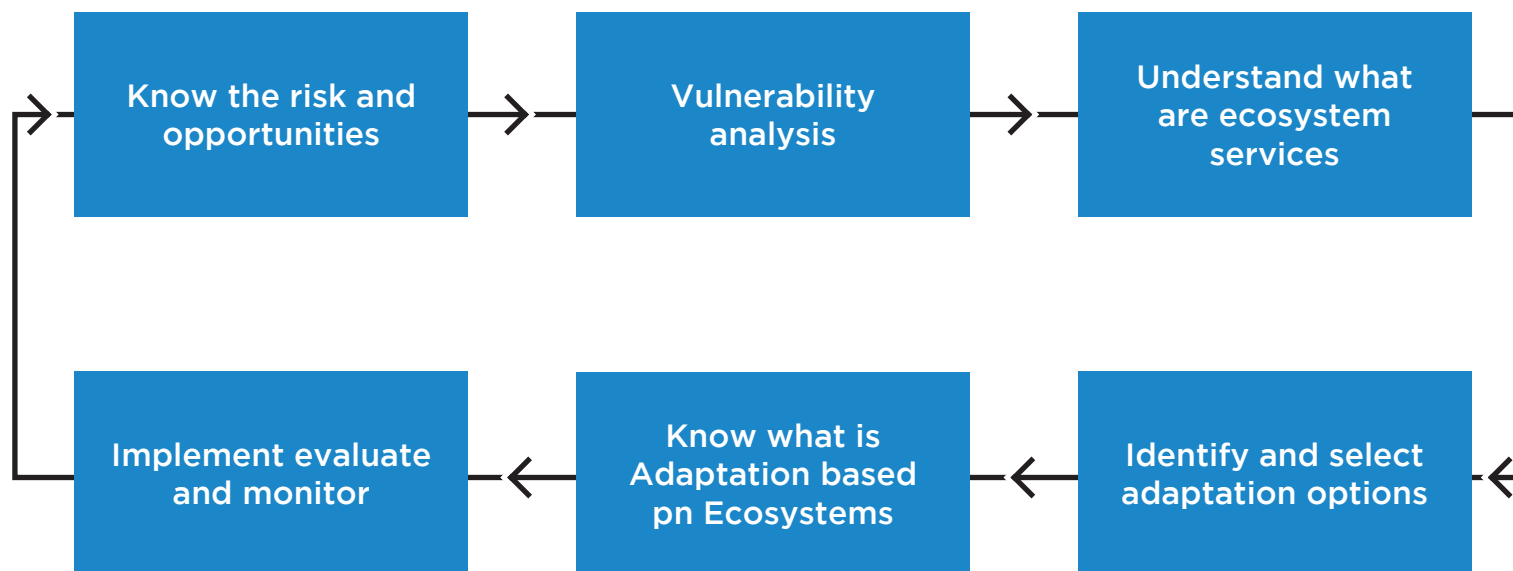 Know the risk and
opportunities
Vulnerability
analysis
Understand what
are ecosystem
services
Implement evaluate
and monitor
Know what is
Adaptation based
pn Ecosystems
Identify and select
adaptation options